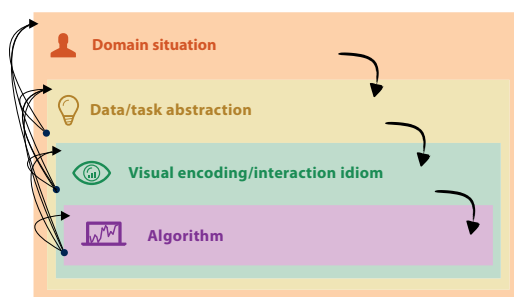 Domain situation
Data/task abstraction
Visual encoding/interaction idiom
Algorithm